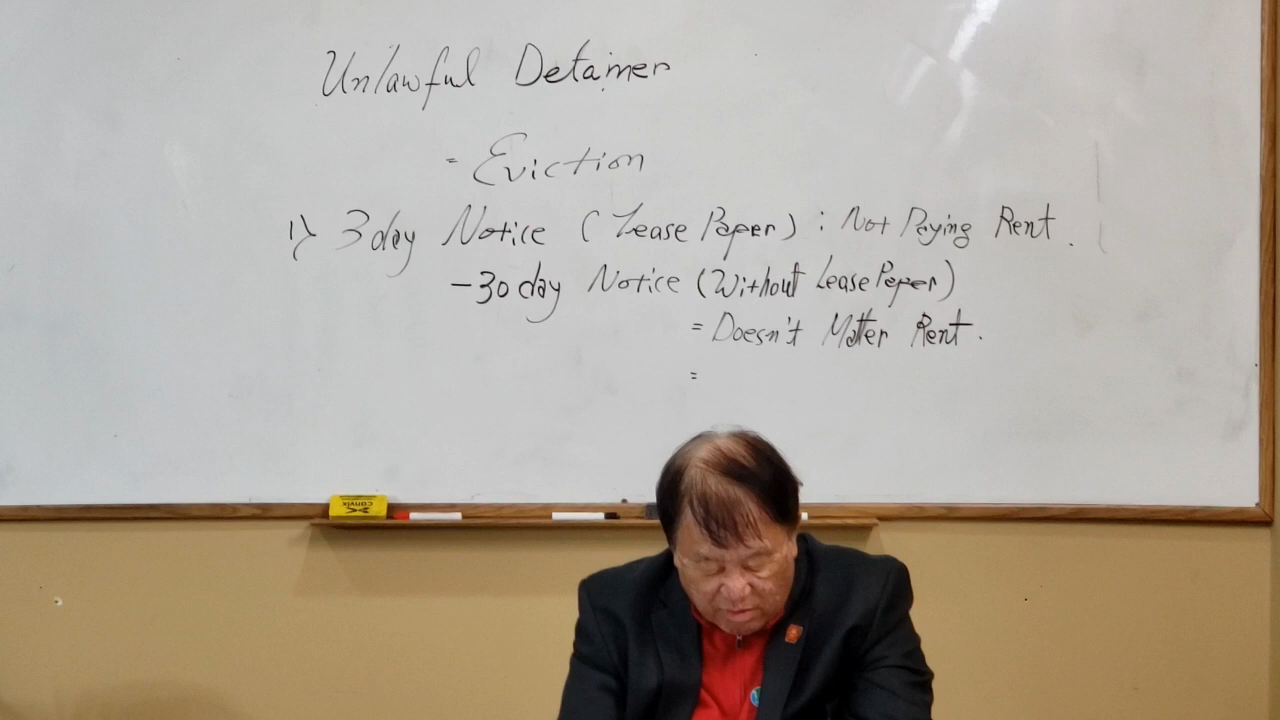 Unlawful Detainer
= Eviction
1) 3 day Notice (Lease Paper) : Not Paying Rent.
- 30 day Notice (Without Lease Paper)
= Doesn't Matter Rent.
=